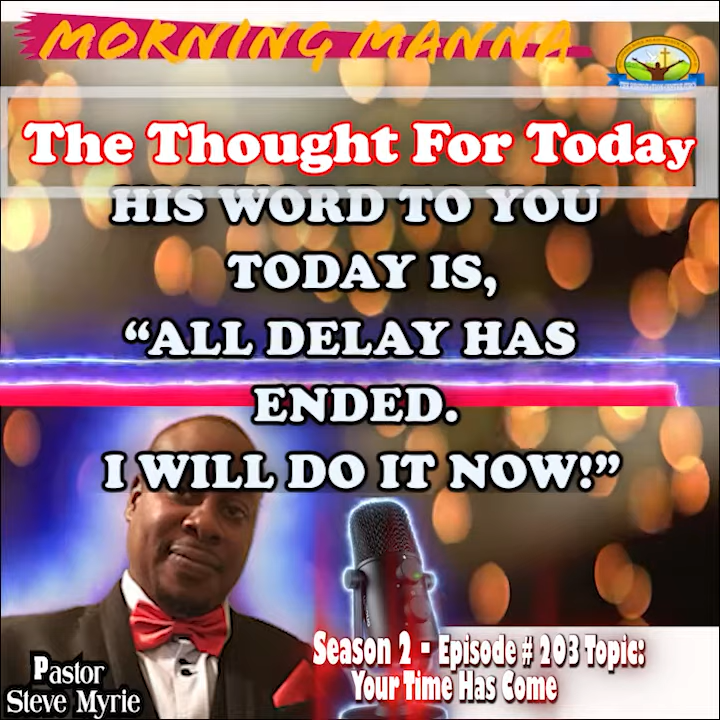 MORNING MANNA
The Thought For Today
HIS WORD TO YOU
TODAY IS,
“ALL DELAY HAS
ENDED.
I WILL DO IT NOW!”
Season 2 - Episode # 203 Topic:
Your Time Has Come
Pastor
Steve Myrie